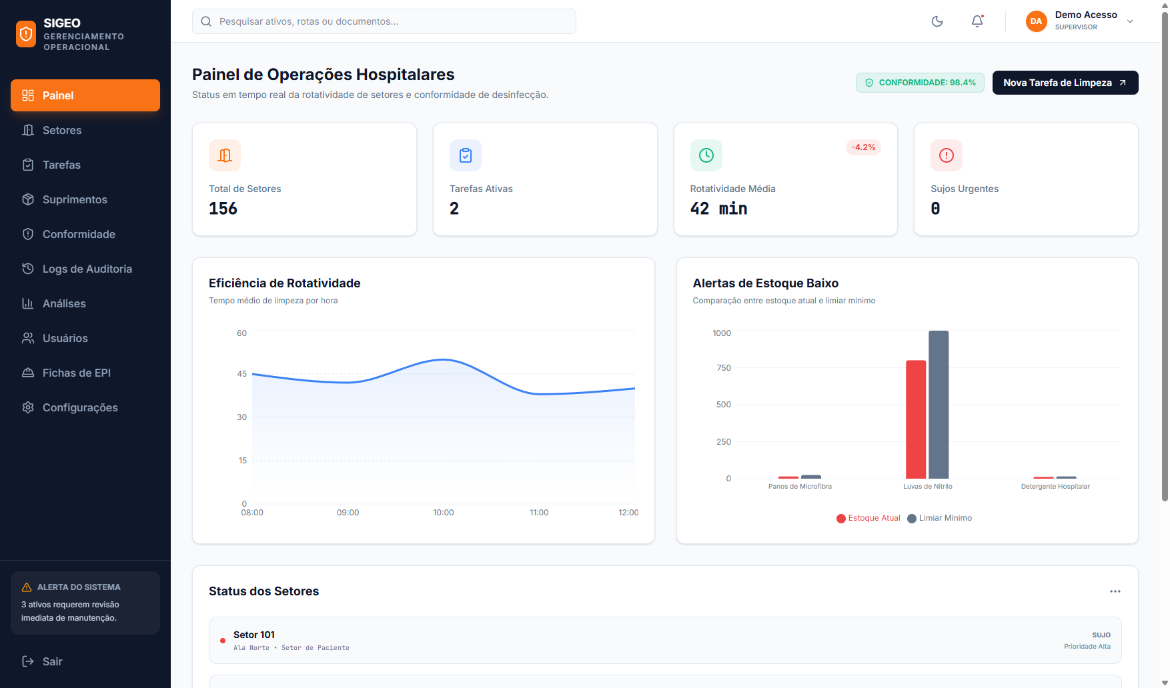 SIGEO
GERENCIAMENTO
OPERACIONAL
Painel
Setores
Tarefas
Suprimentos
Conformidade
Logs de Auditoria
Análises
Usuários
Fichas de EPI
Configurações
ALERTA DO SISTEMA
3 ativos requerem revisão
imediata de manutenção.
Sair
Pesquisar ativos, rotas ou documentos...
DA
Demo Acesso
SUPERVISOR
Painel de Operações Hospitalares
Status em tempo real da rotatividade de setores e conformidade de desinfecção.
CONFORMIDADE: 98.4%
Nova Tarefa de Limpeza
Total de Setores
156
Tarefas Ativas
2
-4.2%
Rotatividade Média
42 min
Sujos Urgentes
0
Eficiência de Rotatividade
Tempo médio de limpeza por hora
60
45
30
15
0
08:00 09:00 10:00 11:00 12:00
Alertas de Estoque Baixo
Comparação entre estoque atual e limiar mínimo
1000
750
500
250
0
Panos de Microfibra Luvas de Nitrilo Detergente Hospitalar
Estoque Atual Limiar Mínimo
Status dos Setores
Setor 101
Ala Norte • Setor de Paciente
SUJO
Prioridade Alta